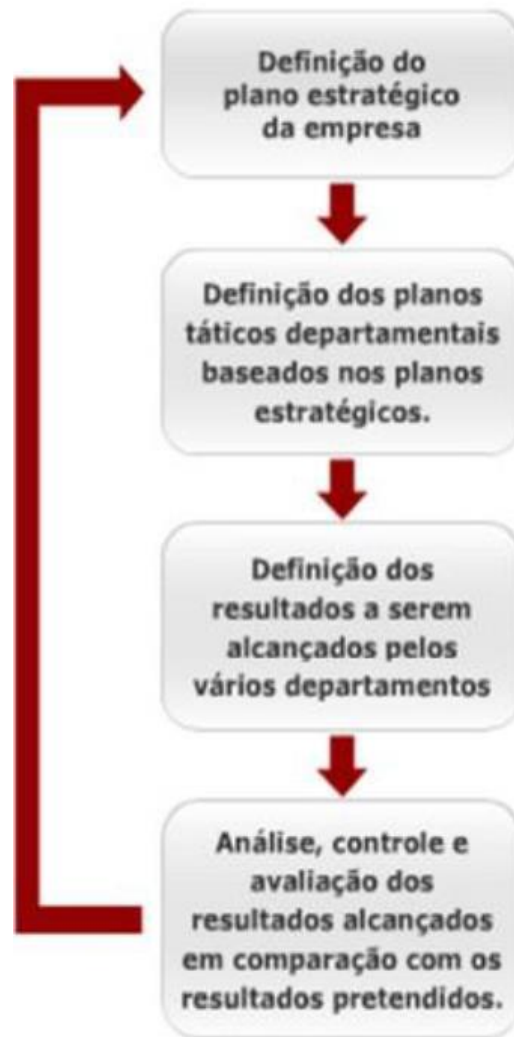 Definição do
plano estratégico
da empresa
Definição dos planos
táticos departamentais
baseados nos planos
estratégicos.
Definição dos
resultados a serem
alcançados pelos
vários departamentos
Análise, controle e
avaliação dos
resultados alcançados
em comparação com os
resultados pretendidos.